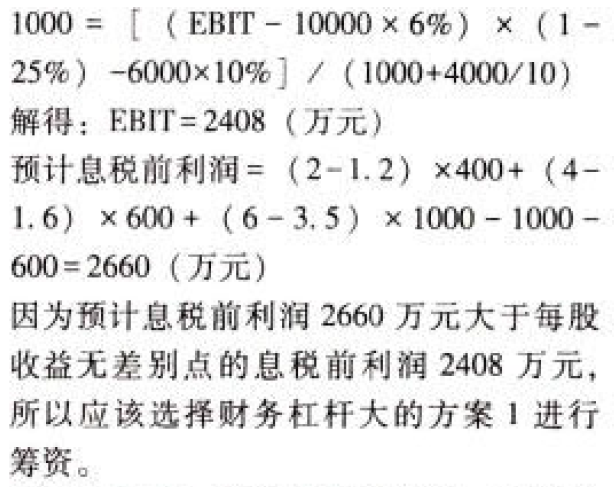 1000 = [ （EBIT - 10000 × 6%） × （1 -
25%） -6000×10%] / （1000+4000/10）
解得：EBIT=2408（万元）
预计息税前利润=（2-1.2）×400+（4-
1.6）×600 +（6 - 3.5）× 1000 - 1000 -
600=2660（万元）
因为预计息税前利润 2660 万元大于每股
收益无差别点的息税前利润 2408 万元，
所以应该选择财务杠杆大的方案 1 进行
筹资。